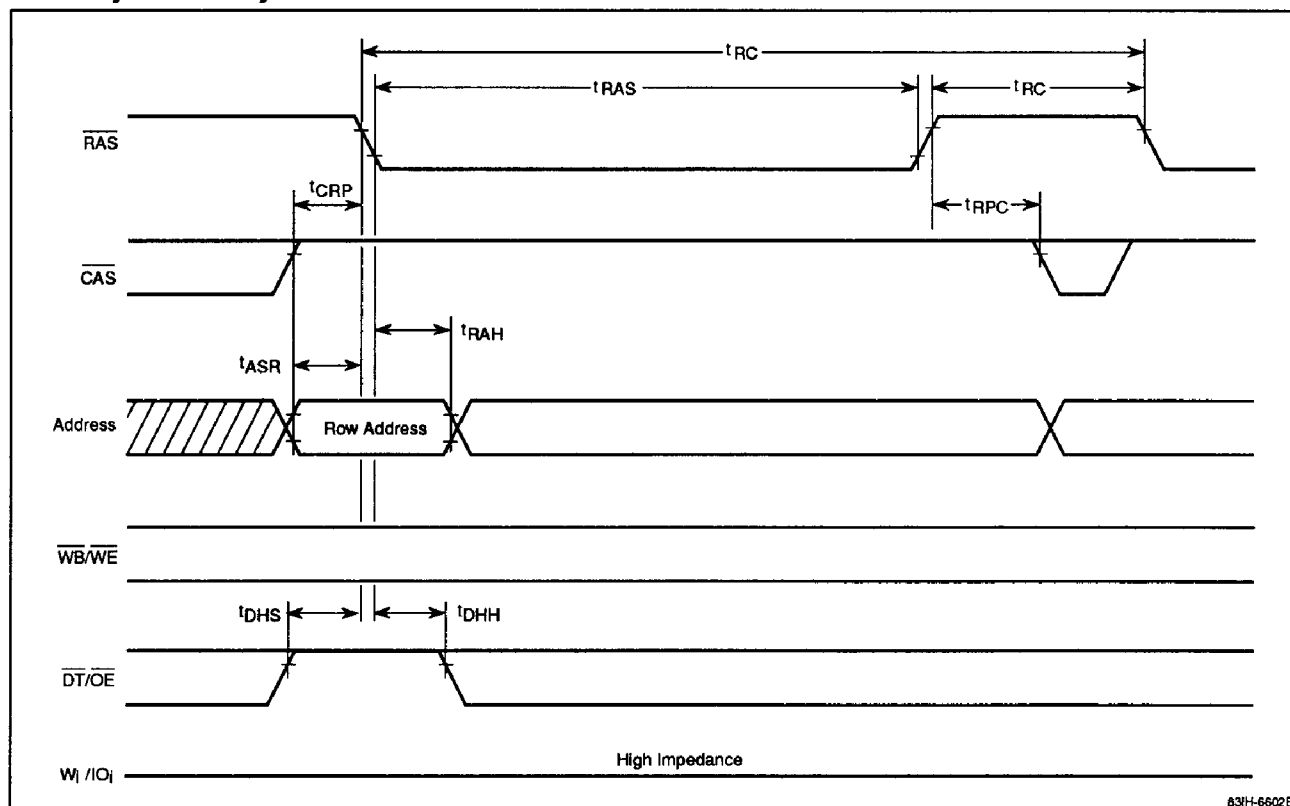 tRC
tRAS
tRC
RAS
tCRP
tRPC
CAS
tRAH
tASR
Address
Row Address
WB/WE
tDHS
tDHH
DT/OE
High Impedance
Wi /IOi
83IH-6602B